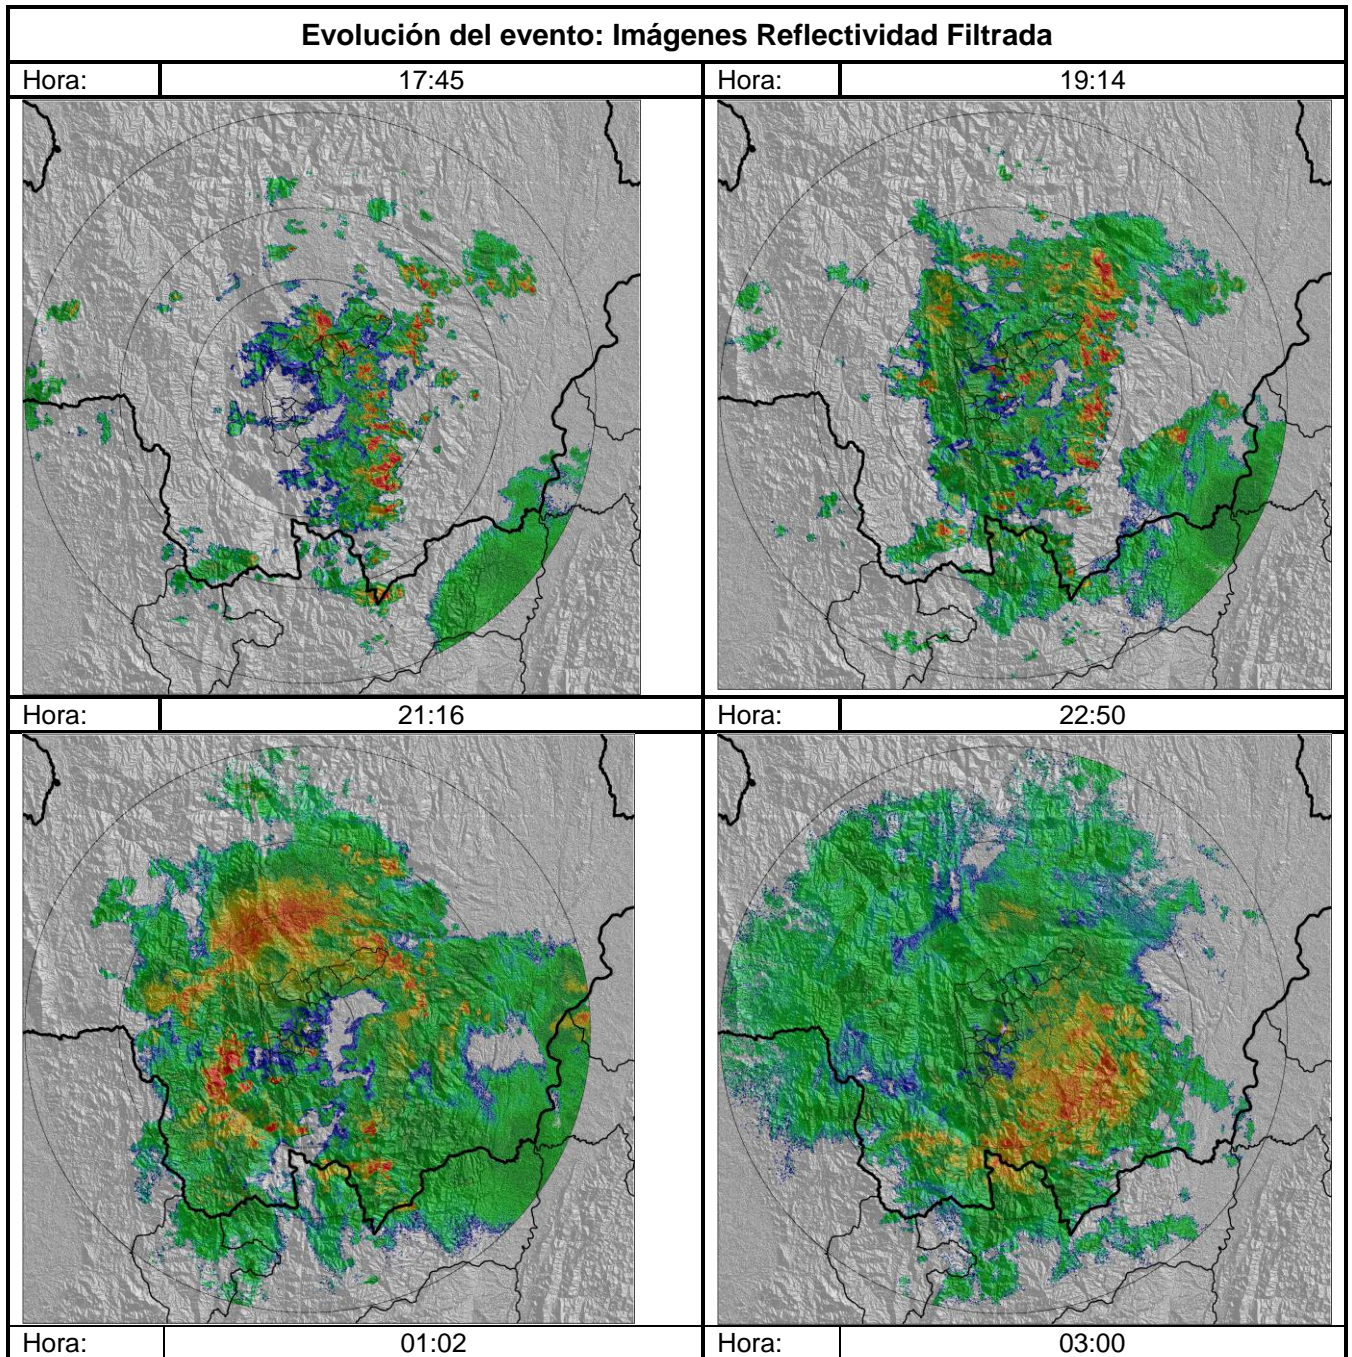 Evolución del evento: Imágenes Reflectividad Filtrada
Hora: 17:45 Hora: 19:14
Hora: 21:16 Hora: 22:50
Hora: 01:02 Hora: 03:00